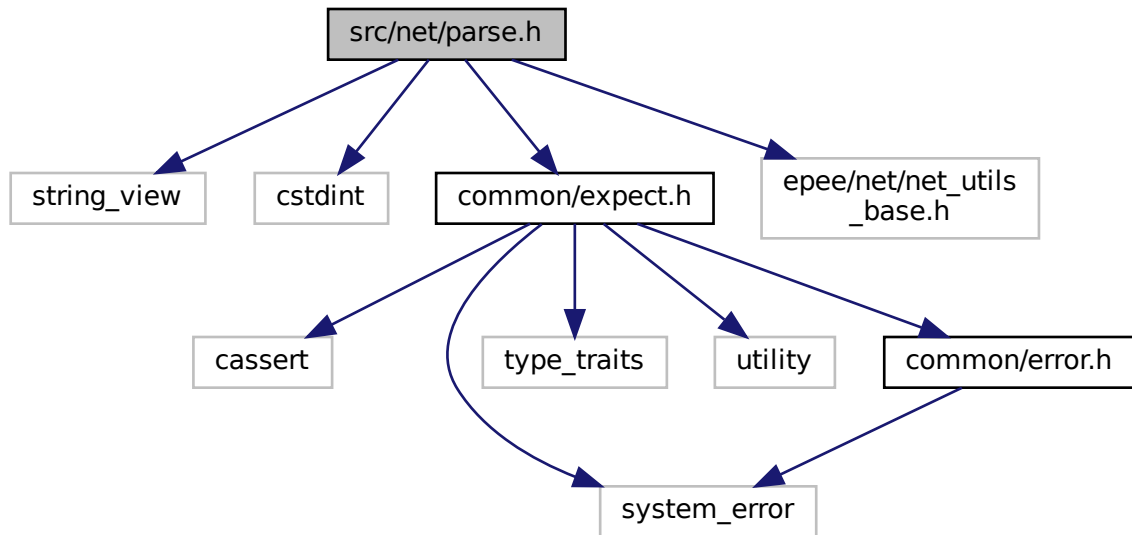 src/net/parse.h
string_view
cstdint
common/expect.h
epee/net/net_utils
_base.h
cassert
type_traits
utility
common/error.h
system_error